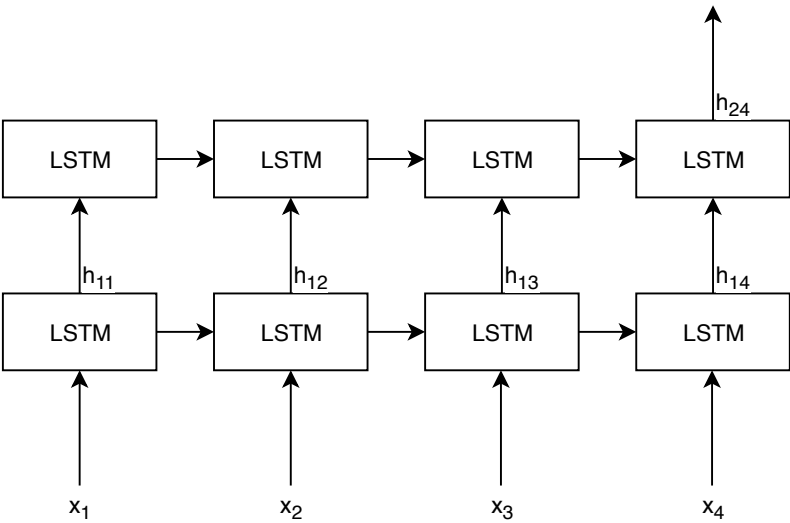 h₂₄
LSTM LSTM LSTM LSTM
h₁₁ h₁₂ h₁₃ h₁₄
LSTM LSTM LSTM LSTM
x₁ x₂ x₃ x₄